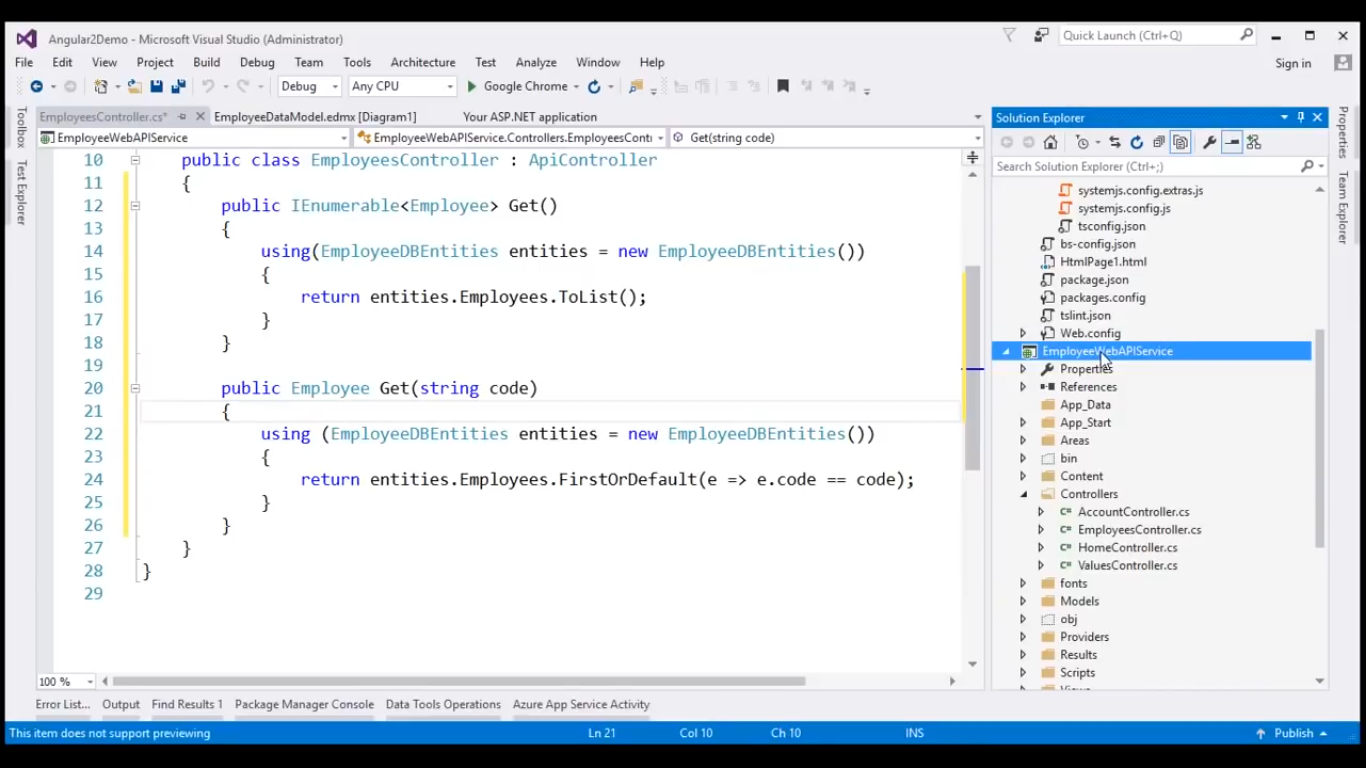 Angular2Demo - Microsoft Visual Studio (Administrator)
Quick Launch (Ctrl+Q)
File Edit View Project Build Debug Team Tools Architecture Test Analyze Window Help
Sign in
Debug Any CPU Google Chrome
Toolbox
Test Explorer
EmployeesController.cs* EmployeeDataModel.edmx [Diagram1] Your ASP.NET application
EmployeeWebAPIService EmployeeWebAPIService.Controllers.EmployeesContr Get(string code)
10 public class EmployeesController : ApiController
11 {
12 public IEnumerable<Employee> Get()
13 {
14 using(EmployeeDBEntities entities = new EmployeeDBEntities())
15 {
16 return entities.Employees.ToList();
17 }
18 }
19
20 public Employee Get(string code)
21 {
22 using (EmployeeDBEntities entities = new EmployeeDBEntities())
23 {
24 return entities.Employees.FirstOrDefault(e => e.code == code);
25 }
26 }
27 }
28 }
29
100 %
Solution Explorer
Search Solution Explorer (Ctrl+;)
systemjs.config.extras.js
systemjs.config.js
tsconfig.json
bs-config.json
HtmlPage1.html
package.json
packages.config
tslint.json
Web.config
EmployeeWebAPIService
Properties
References
App_Data
App_Start
Areas
bin
Content
Controllers
AccountController.cs
EmployeesController.cs
HomeController.cs
ValuesController.cs
fonts
Models
obj
Providers
Results
Scripts
Properties
Team Explorer
Error List... Output Find Results 1 Package Manager Console Data Tools Operations Azure App Service Activity
This item does not support previewing Ln 21 Col 10 Ch 10 INS Publish